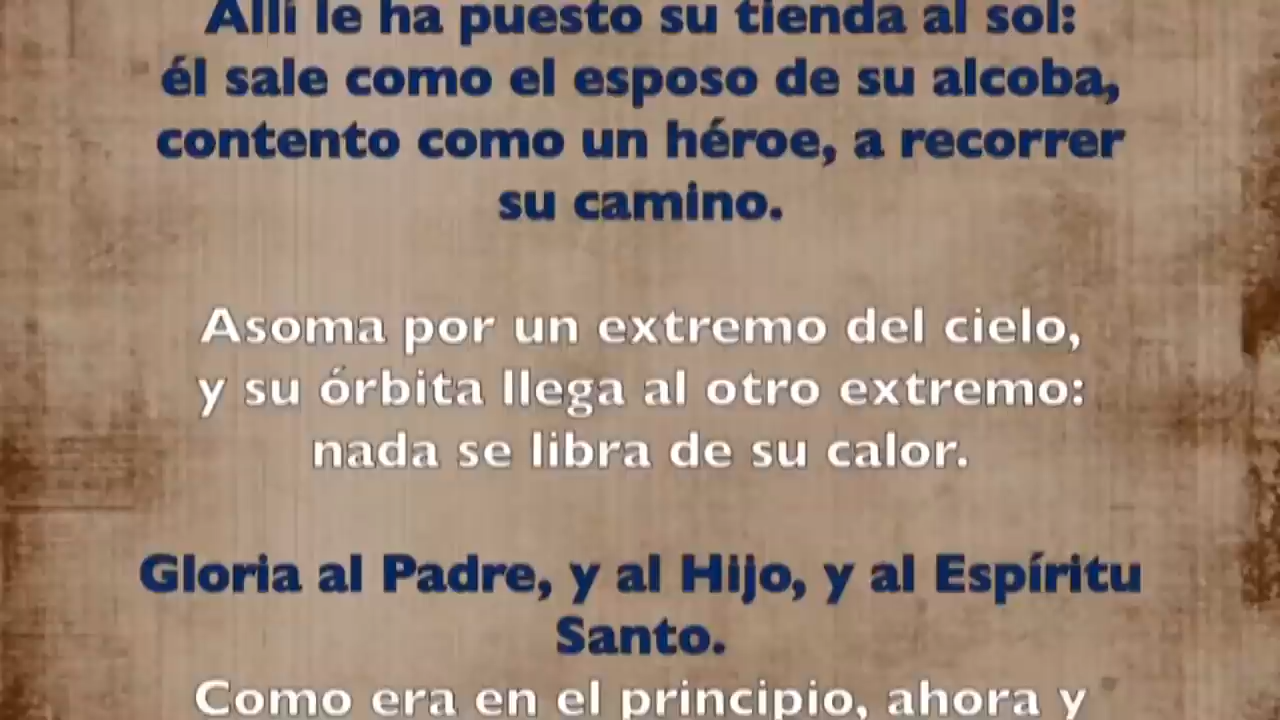 Allí le ha puesto su tienda al sol:
él sale como el esposo de su alcoba,
contento como un héroe, a recorrer
su camino.
Asoma por un extremo del cielo,
y su órbita llega al otro extremo:
nada se libra de su calor.
Gloria al Padre, y al Hijo, y al Espíritu
Santo.
Como era en el principio, ahora y